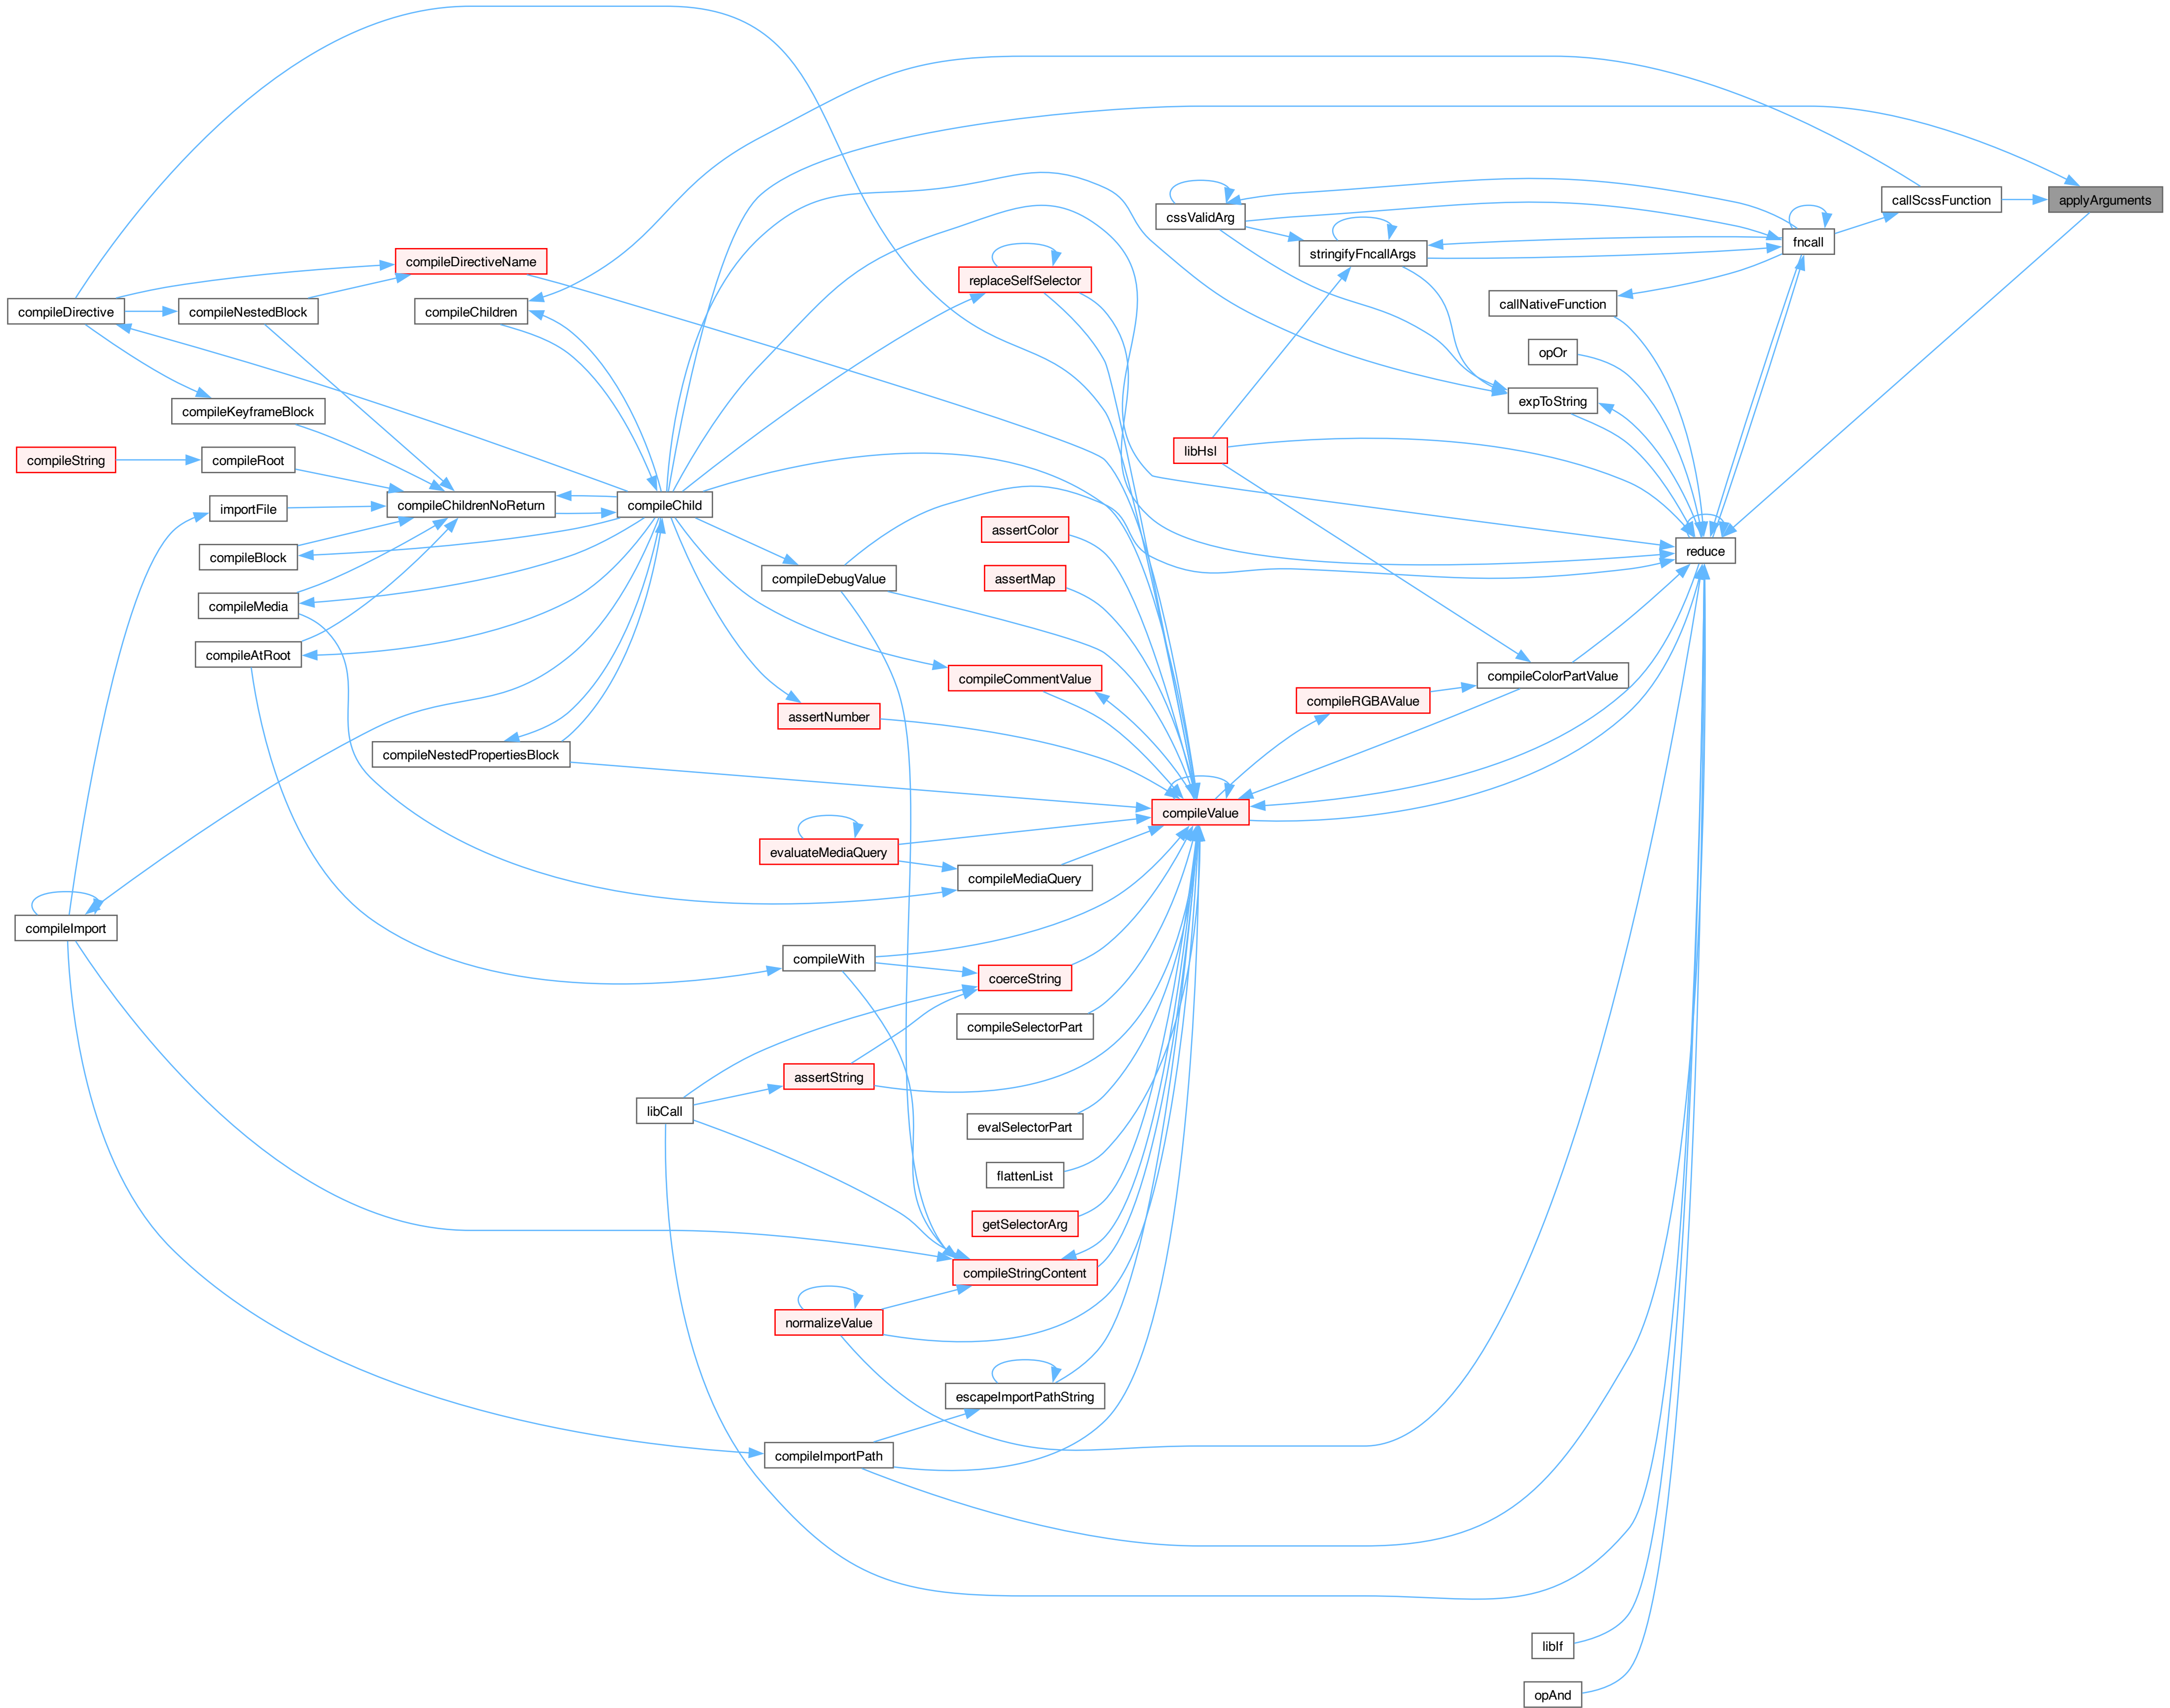 cssValidArg
callScssFunction
applyArguments
fncall
stringifyFncallArgs
compileDirectiveName
replaceSelfSelector
callNativeFunction
compileDirective
compileNestedBlock
compileChildren
opOr
expToString
compileKeyframeBlock
libHsl
compileString
compileRoot
compileChildrenNoReturn
compileChild
importFile
assertColor
reduce
compileBlock
compileDebugValue
assertMap
compileMedia
compileAtRoot
compileCommentValue
compileColorPartValue
compileRGBAValue
assertNumber
compileNestedPropertiesBlock
compileValue
evaluateMediaQuery
compileMediaQuery
compileImport
compileWith
coerceString
compileSelectorPart
assertString
libCall
evalSelectorPart
flattenList
getSelectorArg
compileStringContent
normalizeValue
escapeImportPathString
compileImportPath
libIf
opAnd